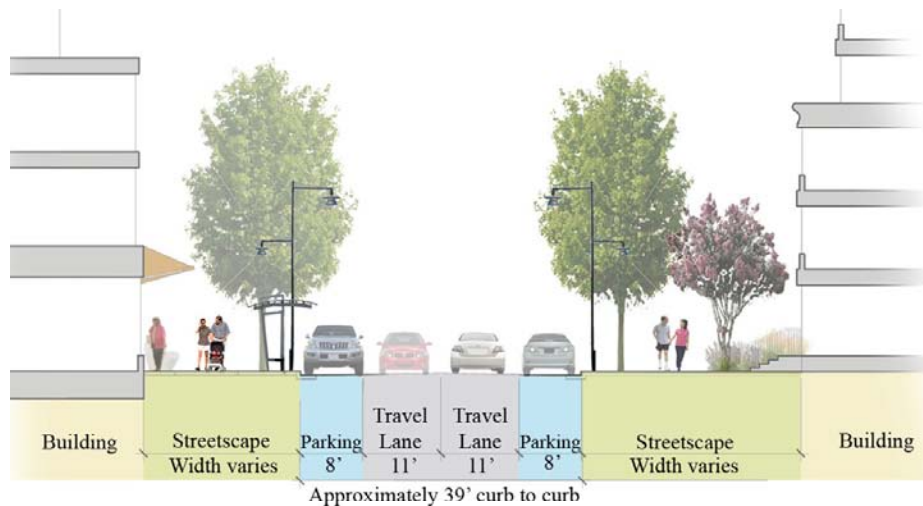 Building
Streetscape
Width varies
Parking
8’
Travel
Lane
11’
Travel
Lane
11’
Parking
8’
Streetscape
Width varies
Building
Approximately 39’ curb to curb